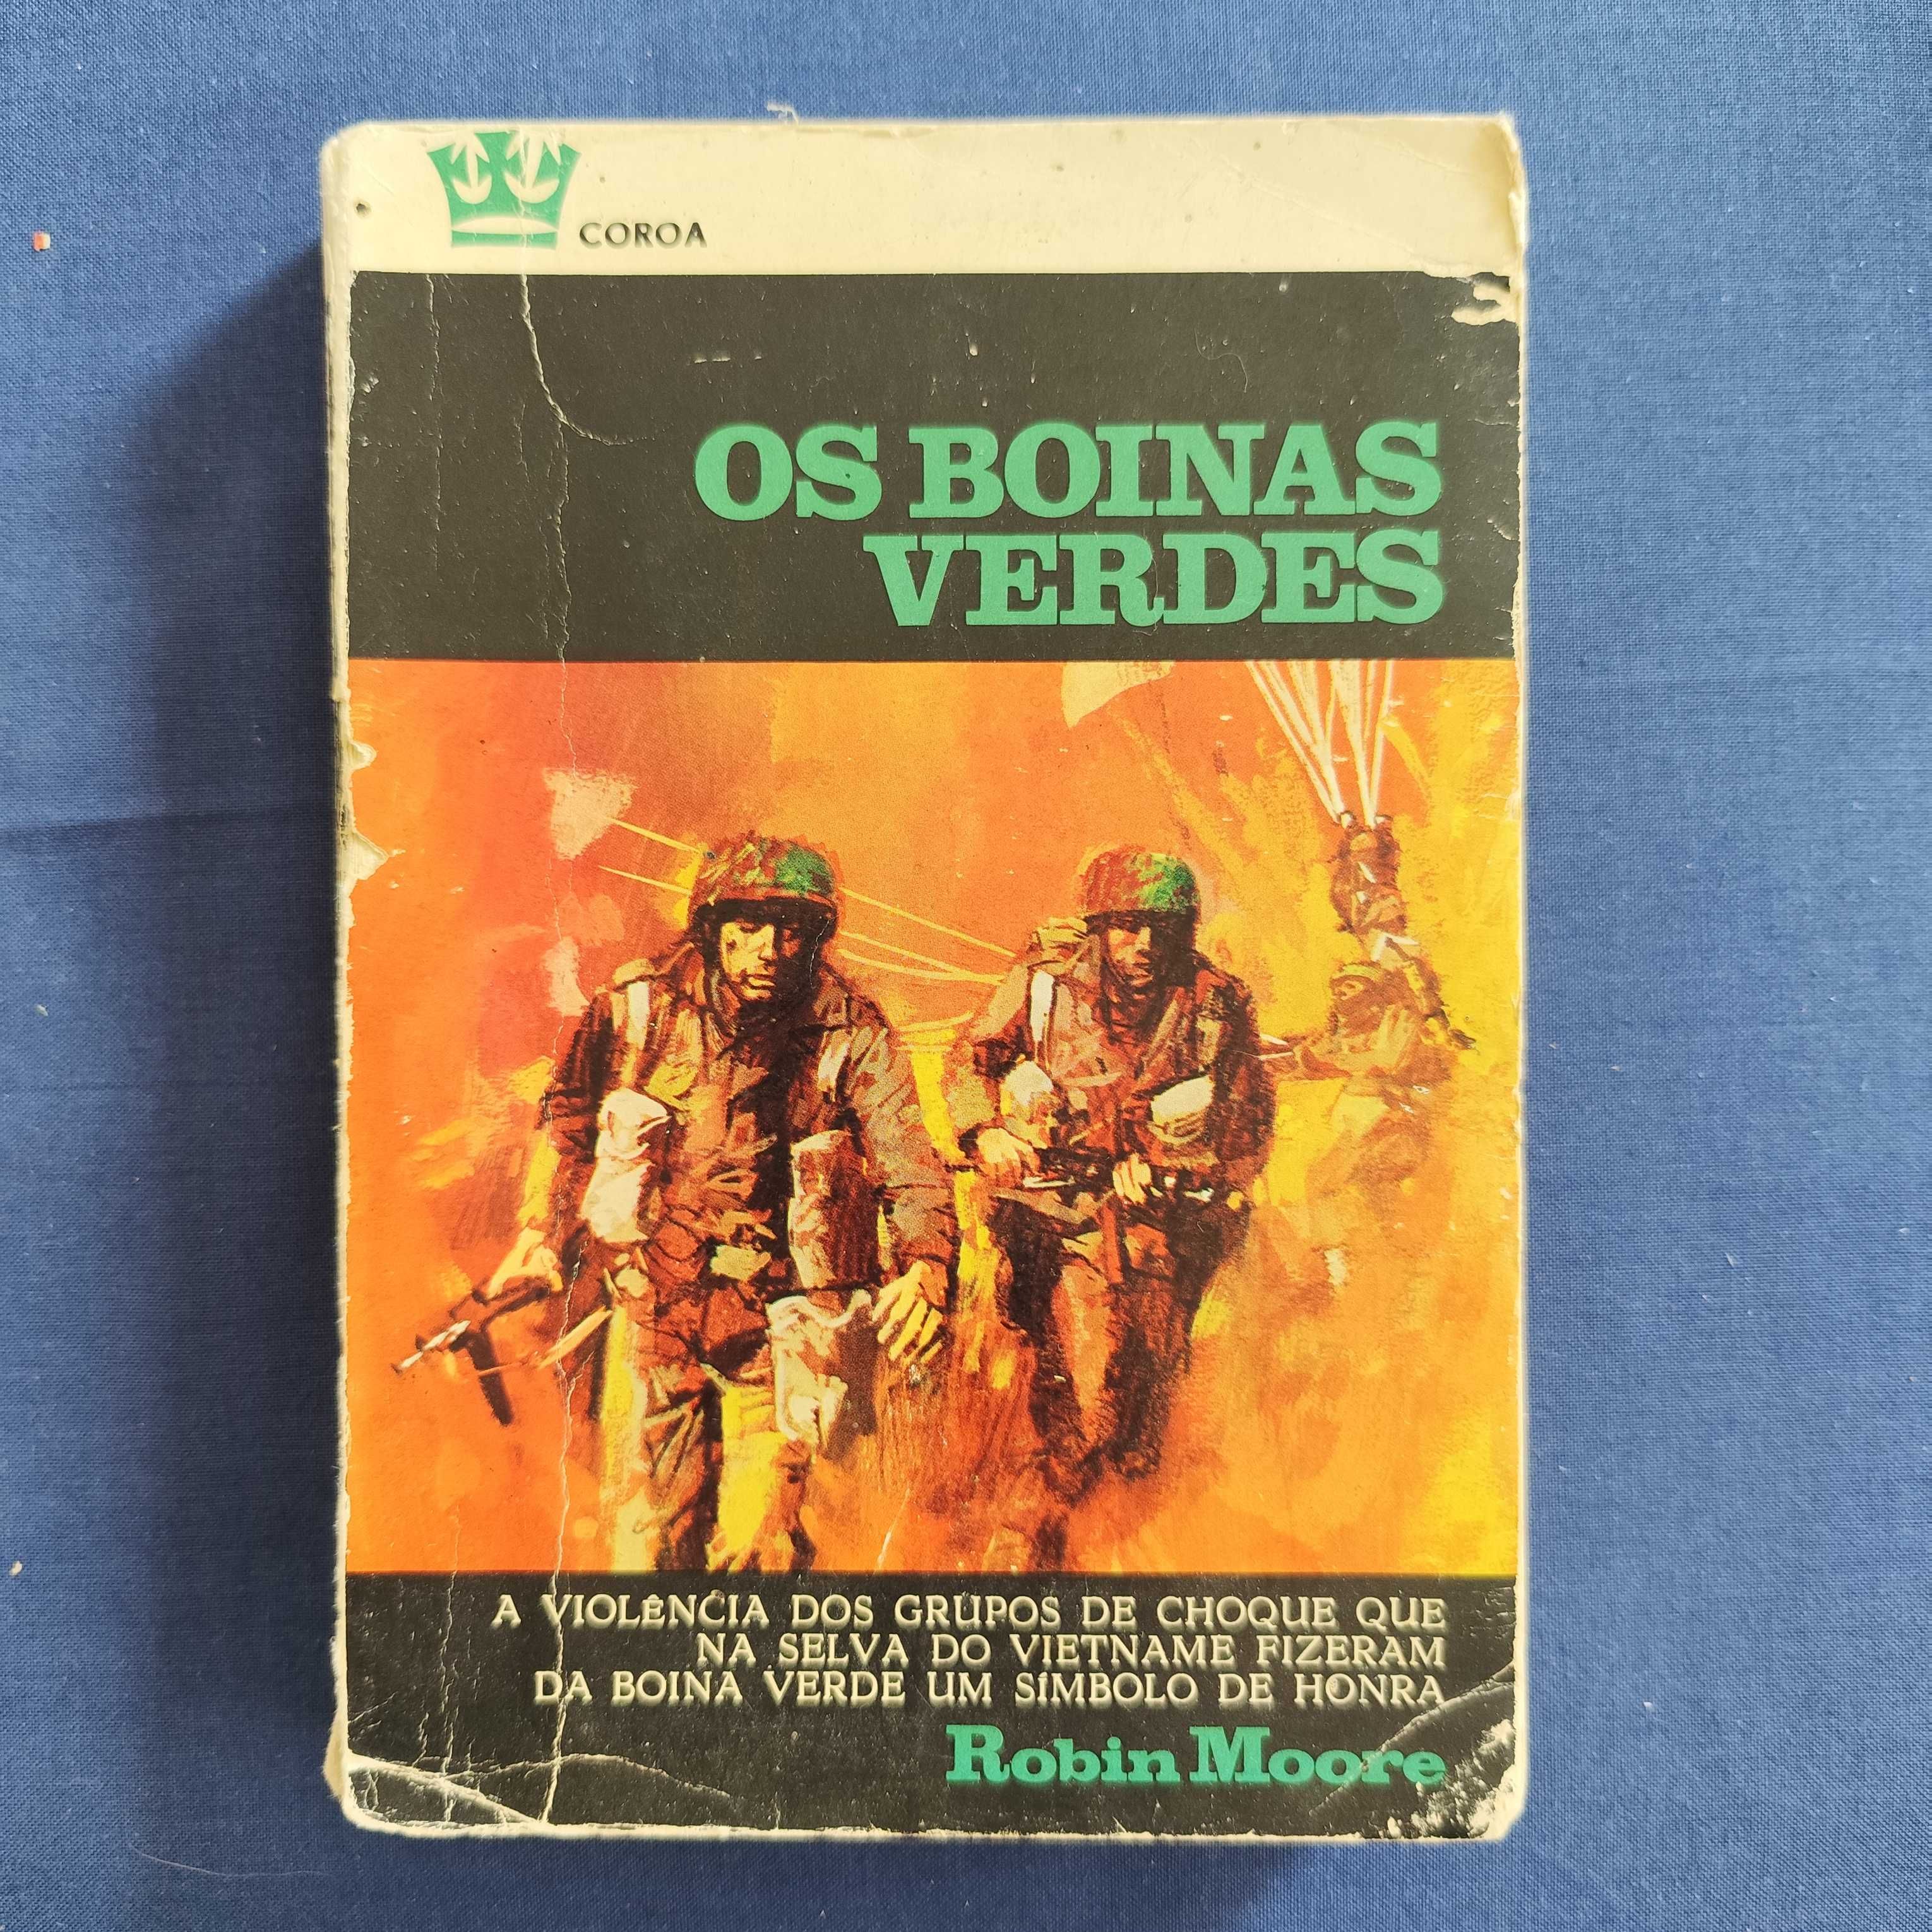 COROA
OS BOINAS
VERDES
A VIOLÊNCIA DOS GRUPOS DE CHOQUE QUE
NA SELVA DO VIETNAME FIZERAM
DA BOINA VERDE UM SÍMBOLO DE HONRA
Robin Moore